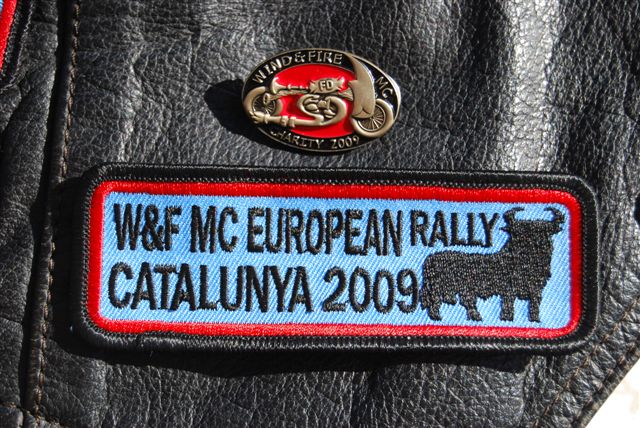 WIND & FIRE MC
FD
CHARITY 2009
W&F MC EUROPEAN RALLY
CATALUNYA 2009